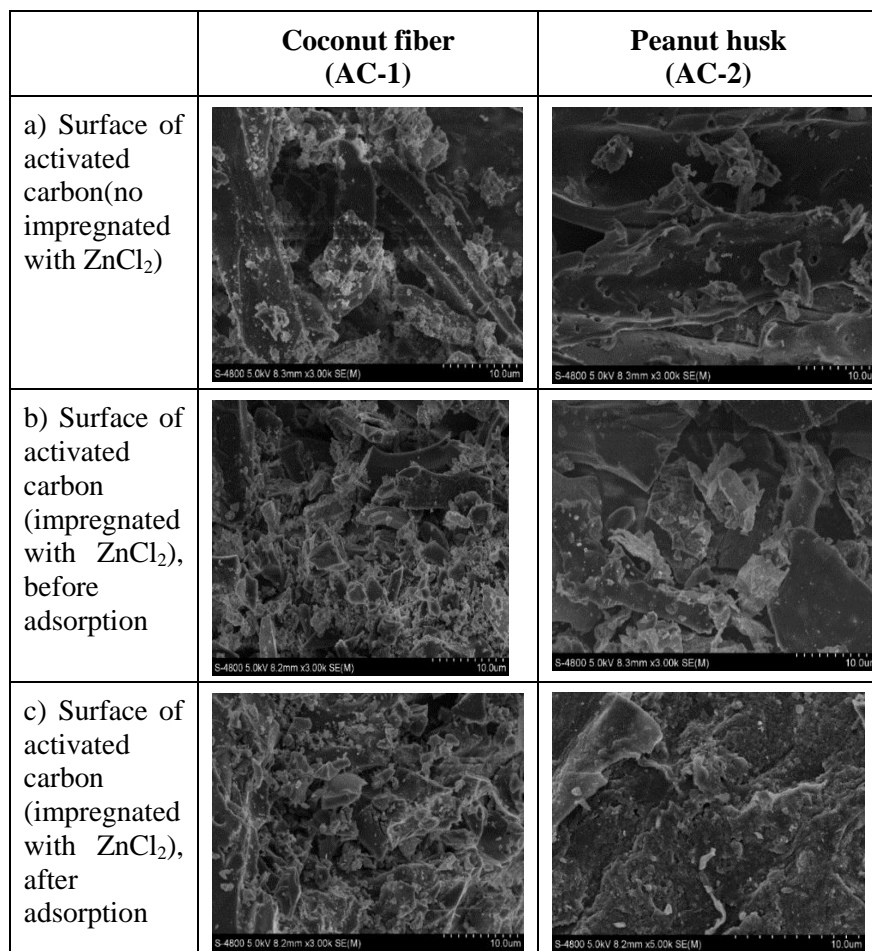 Coconut fiber
(AC-1)
Peanut husk
(AC-2)
a) Surface of
activated
carbon(no
impregnated
with ZnCl₂)
S-4800 5.0kV 8.3mm x3.00k SE(M)
10.0um
S-4800 5.0kV 8.3mm x3.00k SE(M)
10.0u
b) Surface of
activated
carbon
(impregnated
with ZnCl₂),
before
adsorption
S-4800 5.0kV 8.2mm x3.00k SE(M)
10.0um
S-4800 5.0kV 8.3mm x3.00k SE(M)
10.0u
c) Surface of
activated
carbon
(impregnated
with ZnCl₂),
after
adsorption
S-4800 5.0kV 8.2mm x3.00k SE(M)
10.0um
S-4800 5.0kV 8.2mm x5.00k SE(M)
10.0um